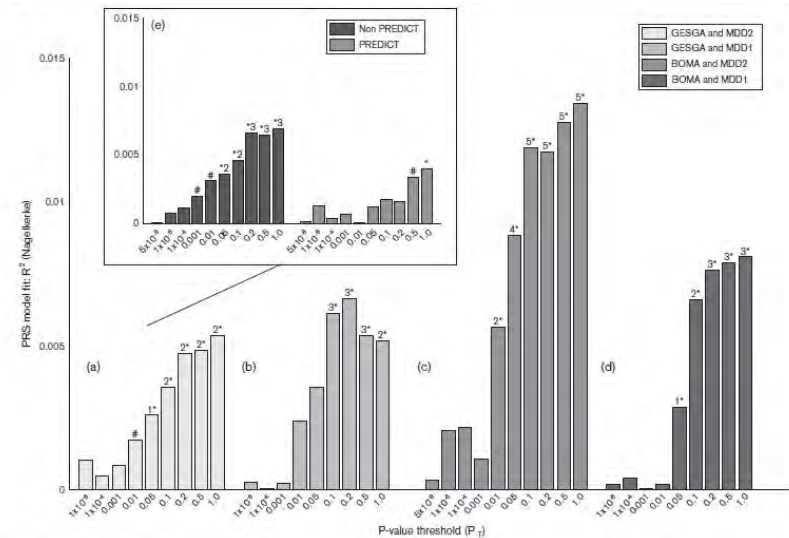 (e)
0.015
0.01
0.005
0
Non PREDICT
PREDICT
# # *2 *2 *3 *3 *3
# *
5x10⁻⁸ 1x10⁻⁶ 1x10⁻⁴ 0.001 0.01 0.05 0.1 0.2 0.5 1.0
5x10⁻⁸ 1x10⁻⁶ 1x10⁻⁴ 0.001 0.01 0.05 0.1 0.2 0.5 1.0
GESGA and MDD2
GESGA and MDD1
BOMA and MDD2
BOMA and MDD1
PRS model fit: R² (Nagelkerke)
0.015
0.01
0.005
0
(a)
# 1* 2* 2* 2* 2*
1x10⁻⁶ 1x10⁻⁴ 0.001 0.01 0.05 0.1 0.2 0.5 1.0
(b)
3* 3* 3* 2*
1x10⁻⁶ 1x10⁻⁴ 0.001 0.01 0.05 0.1 0.2 0.5 1.0
(c)
2* 4* 5* 5* 5* 5*
5x10⁻⁸ 1x10⁻⁶ 1x10⁻⁴ 0.001 0.01 0.05 0.1 0.2 0.5 1.0
(d)
1* 2* 3* 3* 3*
1x10⁻⁶ 1x10⁻⁴ 0.001 0.01 0.05 0.1 0.2 0.5 1.0
P-value threshold (P_T)